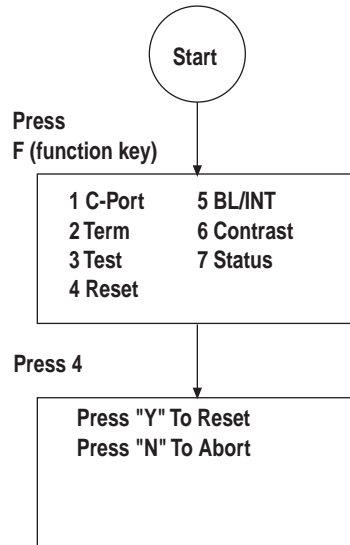 Start
Press
F (function key)
1 C-Port 5 BL/INT
2 Term 6 Contrast
3 Test 7 Status
4 Reset
Press 4
Press "Y" To Reset
Press "N" To Abort